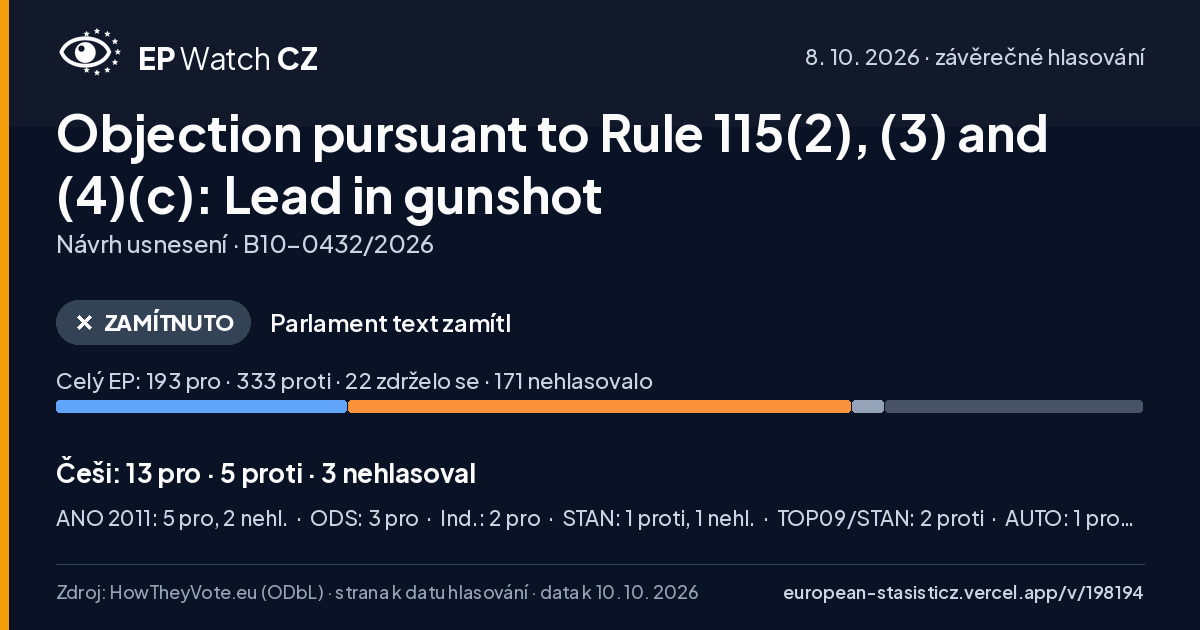 EP Watch CZ
8. 10. 2026 · závěrečné hlasování
Objection pursuant to Rule 115(2), (3) and
(4)(c): Lead in gunshot
Návrh usnesení · B10-0432/2026
✕ ZAMÍTNUTO
Parlament text zamítl
Celý EP: 193 pro · 333 proti · 22 zdrželo se · 171 nehlasovalo
Češi: 13 pro · 5 proti · 3 nehlasoval
ANO 2011: 5 pro, 2 nehl. · ODS: 3 pro · Ind.: 2 pro · STAN: 1 proti, 1 nehl. · TOP09/STAN: 2 proti · AUTO: 1 pro…
Zdroj: HowTheyVote.eu (ODbL) · strana k datu hlasování · data k 10. 10. 2026
european-stasisticz.vercel.app/v/198194